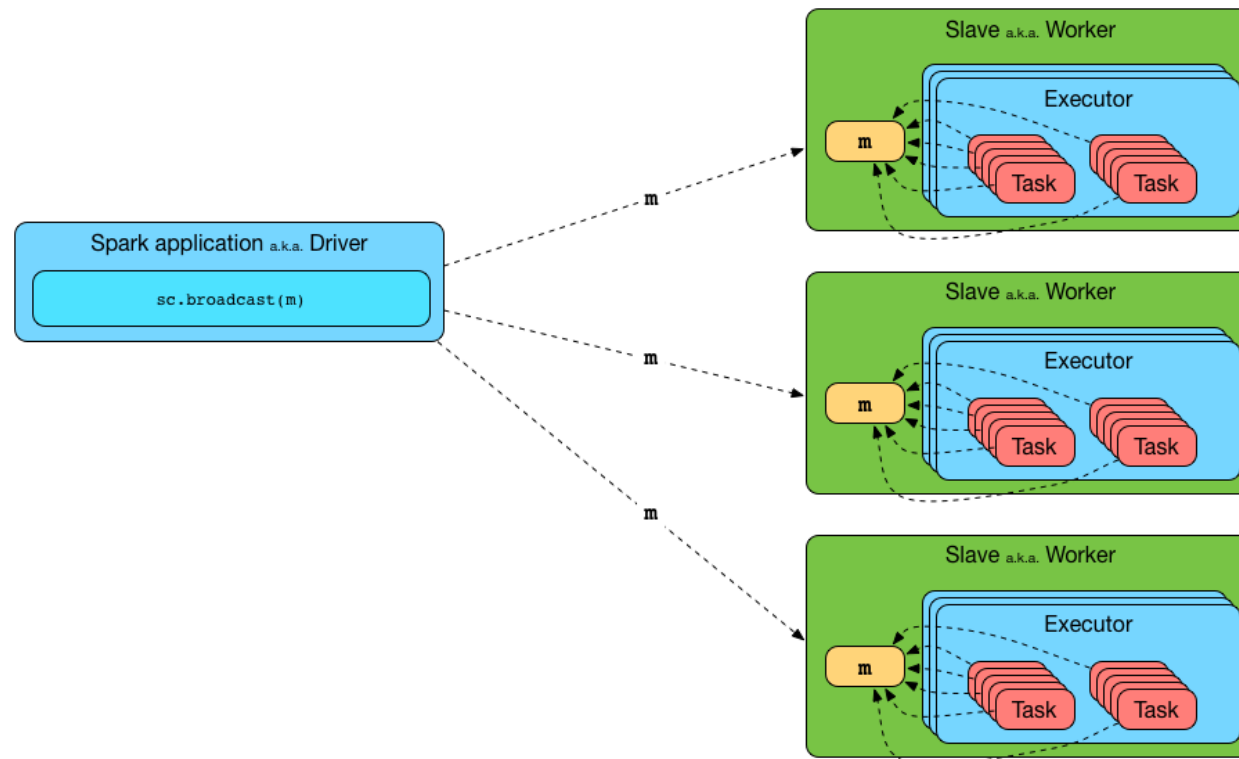 Slave a.k.a. Worker
Executor
m
Task
Task
m
Spark application a.k.a. Driver
sc.broadcast(m)
Slave a.k.a. Worker
Executor
m
m
Task
Task
m
Slave a.k.a. Worker
Executor
m
Task
Task